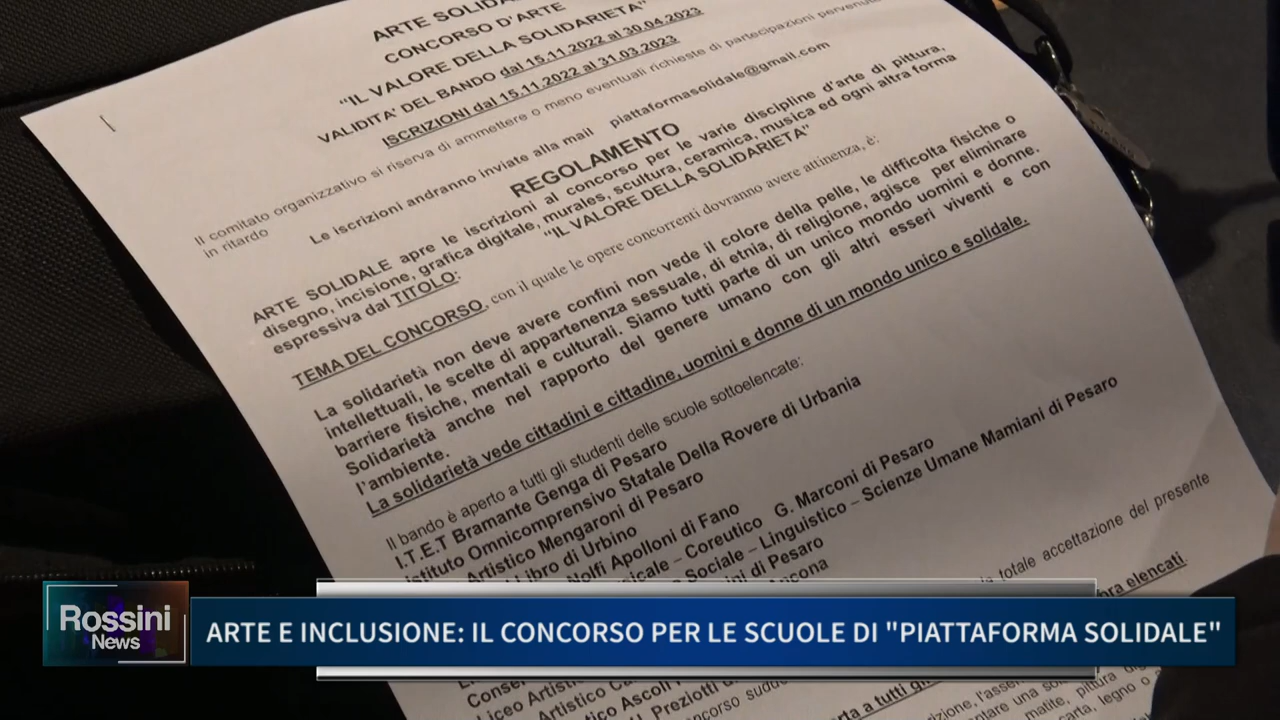 ARTE SOLIDA
CONCORSO D'ARTE
"IL VALORE DELLA SOLIDARIETA'"
VALIDITA' DEL BANDO dal 15.11.2022 al 30.04.2023
ISCRIZIONI dal 15.11.2022 al 31.03.2023
Il comitato organizzativo si riserva di ammettere o meno eventuali richieste di partecipazioni pervenute
in ritardo
Le iscrizioni andranno inviate alla mail piattaformasolidale@gmail.com
REGOLAMENTO
ARTE SOLIDALE apre le iscrizioni al concorso per le varie discipline d'arte di pittura,
disegno, incisione, grafica digitale, murales, scultura, ceramica, musica ed ogni altra forma
espressiva dal TITOLO:
"IL VALORE DELLA SOLIDARIETA"
TEMA DEL CONCORSO, con il quale le opere concorrenti dovranno avere attinenza, è:
La solidarietà non deve avere confini non vede il colore della pelle, le difficoltà fisiche o
intellettuali, le scelte di appartenenza sessuale, di etnia, di religione, agisce per eliminare
barriere fisiche, mentali e culturali. Siamo tutti parte di un unico mondo uomini e donne.
Solidarietà anche nel rapporto del genere umano con gli altri esseri viventi e con
l'ambiente.
La solidarietà vede cittadini e cittadine, uomini e donne di un mondo unico e solidale.
Il bando è aperto a tutti gli studenti delle scuole sottoelencate:
I.T.E.T Bramante Genga di Pesaro
Istituto Omnicomprensivo Statale Della Rovere di Urbania
Artistico Mengaroni di Pesaro
Libro di Urbino
Nolfi Apolloni di Fano
sicale – Coreutico G. Marconi di Pesaro
Sociale – Linguistico – Scienze Umane Mamiani di Pesaro
ni di Pesaro
Ancona
totale accettazione del presente
bra elencati.
Rossini
News
ARTE E INCLUSIONE: IL CONCORSO PER LE SCUOLE DI "PIATTAFORMA SOLIDALE"
Conse
Liceo Artist
Artistico Ca
Ascoli
Preziotti d